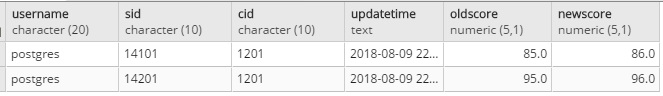 username sid cid updatetime oldscore newscore
character (20) character (10) character (10) text numeric (5,1) numeric (5,1)
postgres 14101 1201 2018-08-09 22... 85.0 86.0
postgres 14201 1201 2018-08-09 22... 95.0 96.0